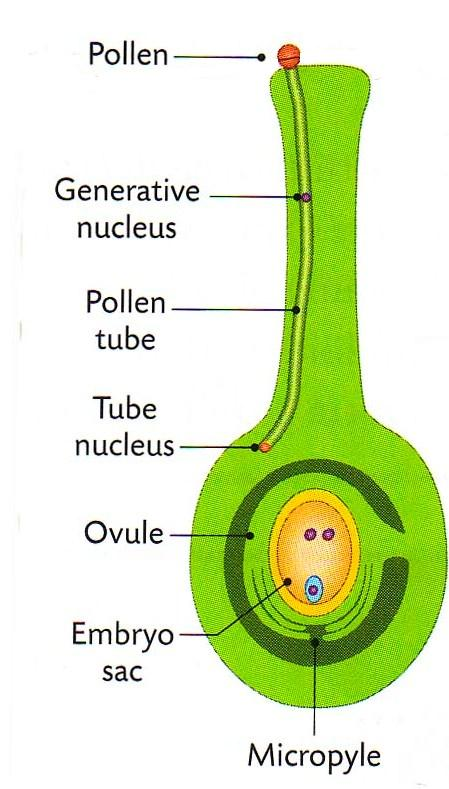 Pollen
Generative
nucleus
Pollen
tube
Tube
nucleus
Ovule
Embryo
sac
Micropyle